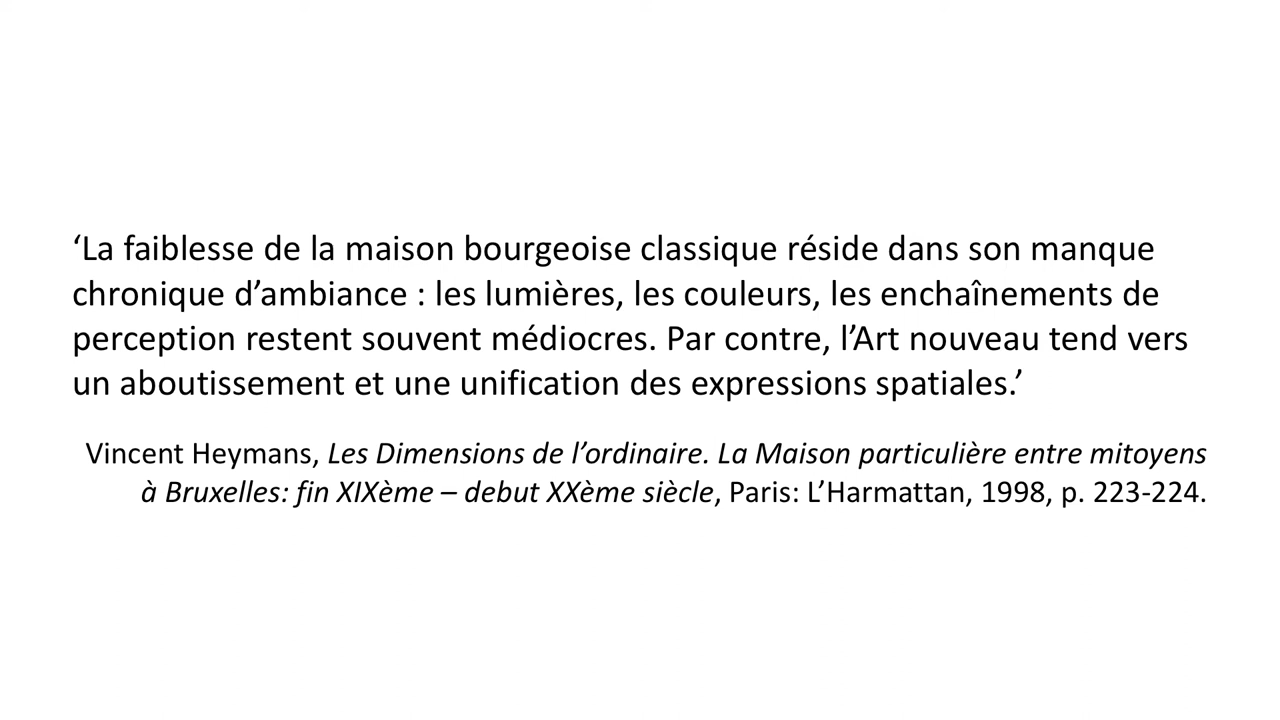 ‘La faiblesse de la maison bourgeoise classique réside dans son manque
chronique d’ambiance : les lumières, les couleurs, les enchaînements de
perception restent souvent médiocres. Par contre, l’Art nouveau tend vers
un aboutissement et une unification des expressions spatiales.’
Vincent Heymans, Les Dimensions de l’ordinaire. La Maison particulière entre mitoyens
à Bruxelles: fin XIXème – debut XXème siècle, Paris: L’Harmattan, 1998, p. 223-224.